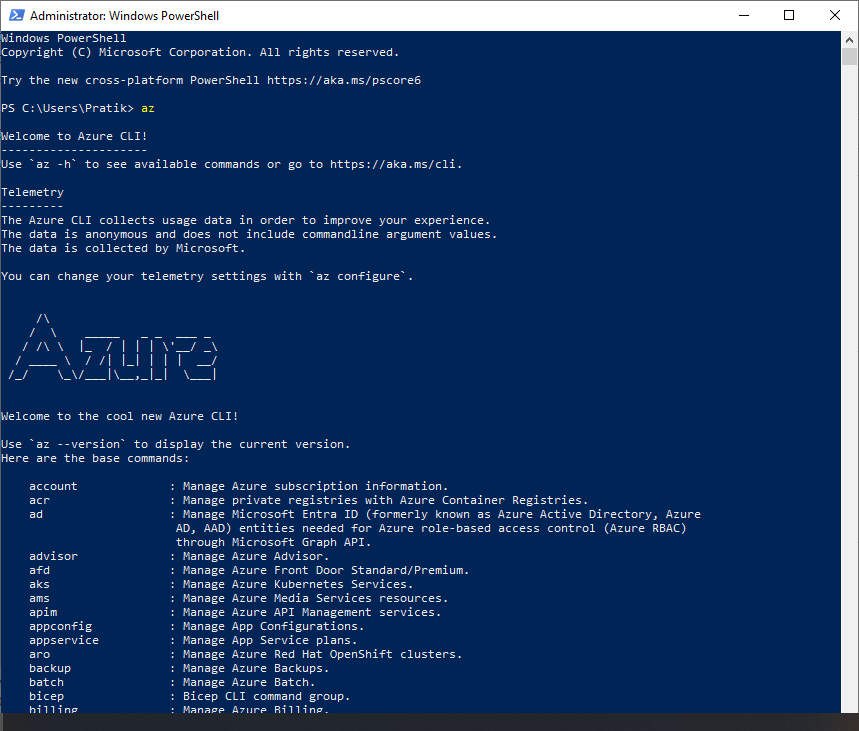 Administrator: Windows PowerShell
Windows PowerShell
Copyright (C) Microsoft Corporation. All rights reserved.
Try the new cross-platform PowerShell https://aka.ms/pscore6
PS C:\Users\Pratik> az
Welcome to Azure CLI!
---------------------
Use `az -h` to see available commands or go to https://aka.ms/cli.
Telemetry
---------
The Azure CLI collects usage data in order to improve your experience.
The data is anonymous and does not include commandline argument values.
The data is collected by Microsoft.
You can change your telemetry settings with `az configure`.
     /\
    /  \    _____   _ _  ___ _
   / /\ \  |_  / | | | \'__/ _\
  / ____ \  / /| |_| | | |  __/
 /_/    \_\/___|\__,_|_|  \___|
Welcome to the cool new Azure CLI!
Use `az --version` to display the current version.
Here are the base commands:
    account             : Manage Azure subscription information.
    acr                 : Manage private registries with Azure Container Registries.
    ad                  : Manage Microsoft Entra ID (formerly known as Azure Active Directory, Azure
                         AD, AAD) entities needed for Azure role-based access control (Azure RBAC)
                         through Microsoft Graph API.
    advisor             : Manage Azure Advisor.
    afd                 : Manage Azure Front Door Standard/Premium.
    aks                 : Manage Azure Kubernetes Services.
    ams                 : Manage Azure Media Services resources.
    apim                : Manage Azure API Management services.
    appconfig           : Manage App Configurations.
    appservice          : Manage App Service plans.
    aro                 : Manage Azure Red Hat OpenShift clusters.
    backup              : Manage Azure Backups.
    batch               : Manage Azure Batch.
    bicep               : Bicep CLI command group.
    billing             : Manage Azure Billing.